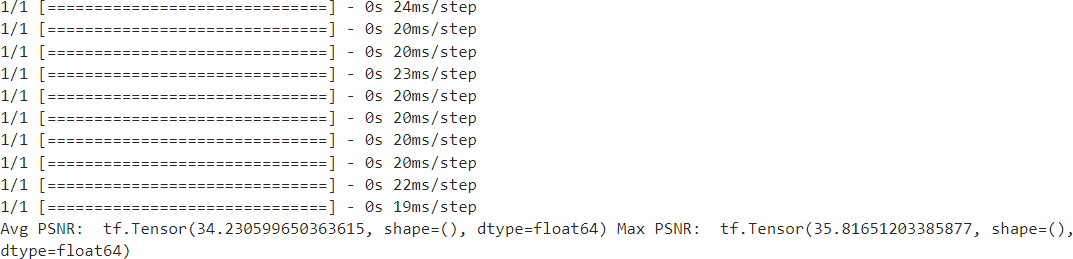 1/1 [==============================] - 0s 24ms/step
1/1 [==============================] - 0s 20ms/step
1/1 [==============================] - 0s 20ms/step
1/1 [==============================] - 0s 23ms/step
1/1 [==============================] - 0s 20ms/step
1/1 [==============================] - 0s 20ms/step
1/1 [==============================] - 0s 20ms/step
1/1 [==============================] - 0s 20ms/step
1/1 [==============================] - 0s 22ms/step
1/1 [==============================] - 0s 19ms/step
Avg PSNR:  tf.Tensor(34.230599650363615, shape=(), dtype=float64) Max PSNR:  tf.Tensor(35.81651203385877, shape=(),
dtype=float64)